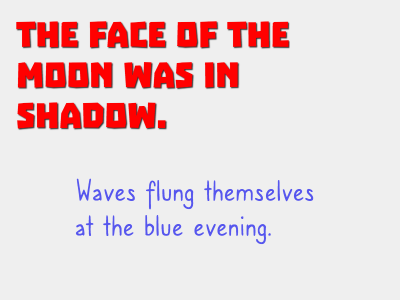 THE FACE OF THE
MOON WAS IN
SHADOW.
Waves flung themselves
at the blue evening.